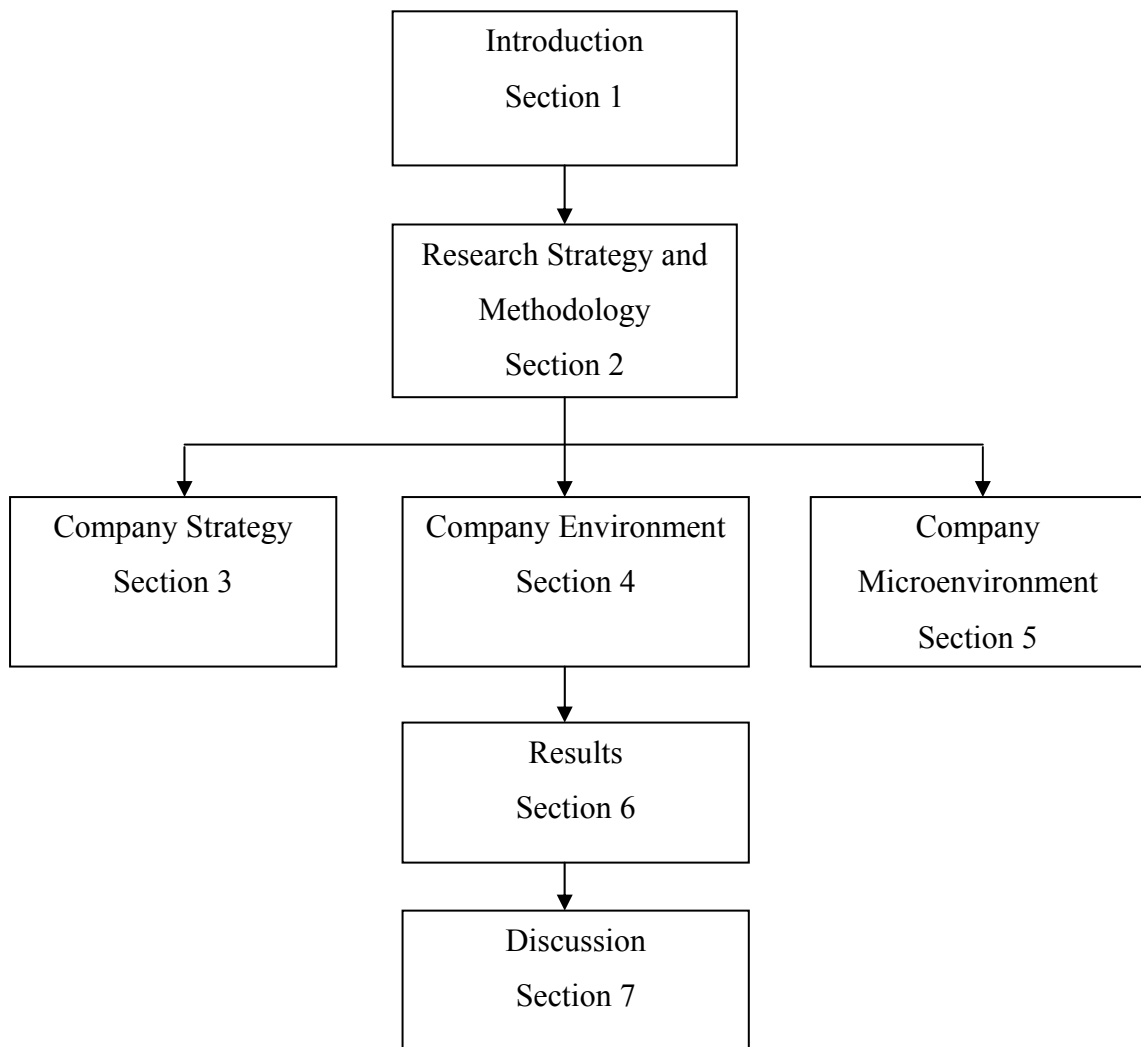 Introduction
Section 1
Research Strategy and
Methodology
Section 2
Company Strategy
Section 3
Company Environment
Section 4
Company
Microenvironment
Section 5
Results
Section 6
Discussion
Section 7